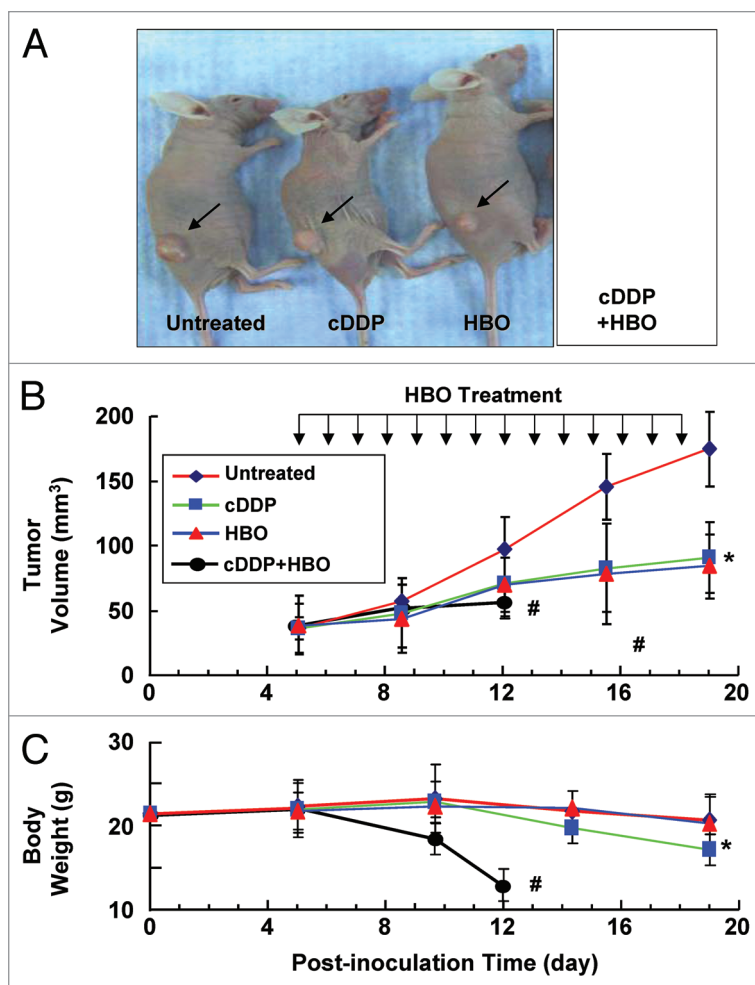 A
Untreated
cDDP
HBO
cDDP
+HBO
B
HBO Treatment
200
150
100
50
0
Tumor
Volume (mm³)
Untreated
cDDP
HBO
cDDP+HBO
#
#
*
0 4 8 12 16 20
C
30
20
10
Body
Weight (g)
#
*
0 4 8 12 16 20
Post-inoculation Time (day)